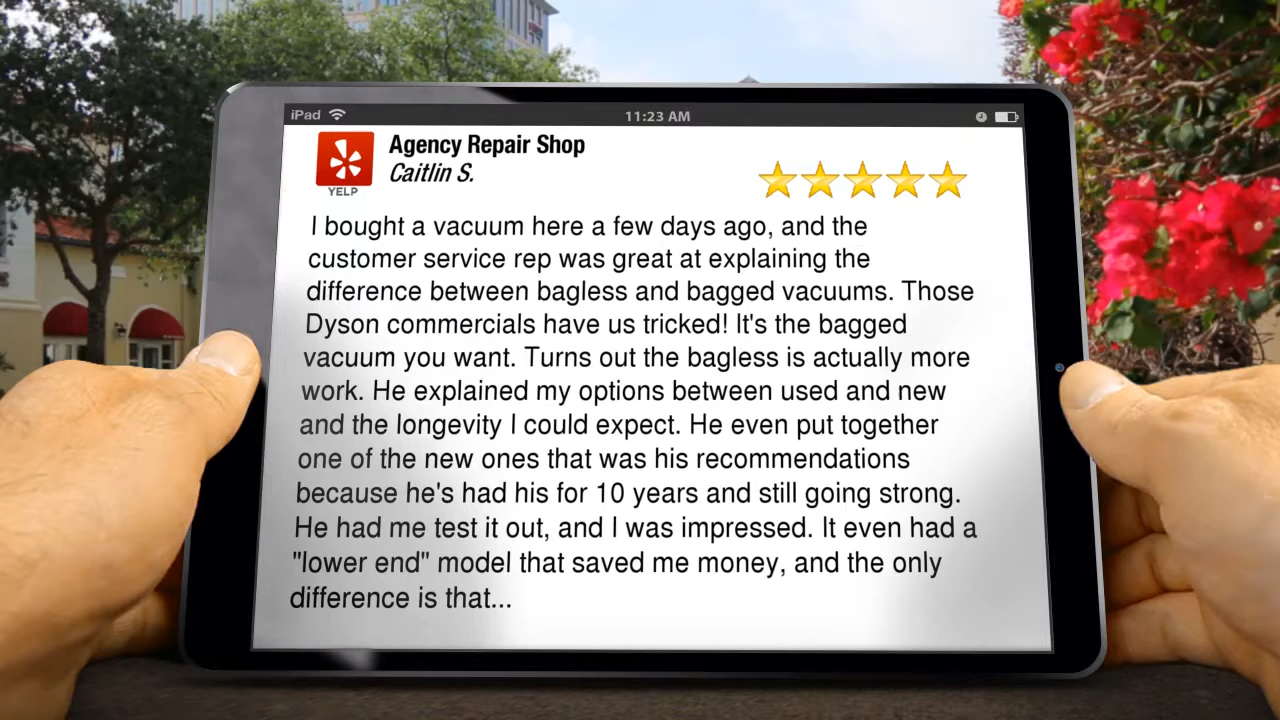 iPad 11:23 AM
Agency Repair Shop
Caitlin S.
YELP
I bought a vacuum here a few days ago, and the
customer service rep was great at explaining the
difference between bagless and bagged vacuums. Those
Dyson commercials have us tricked! It's the bagged
vacuum you want. Turns out the bagless is actually more
work. He explained my options between used and new
and the longevity I could expect. He even put together
one of the new ones that was his recommendations
because he's had his for 10 years and still going strong.
He had me test it out, and I was impressed. It even had a
"lower end" model that saved me money, and the only
difference is that...